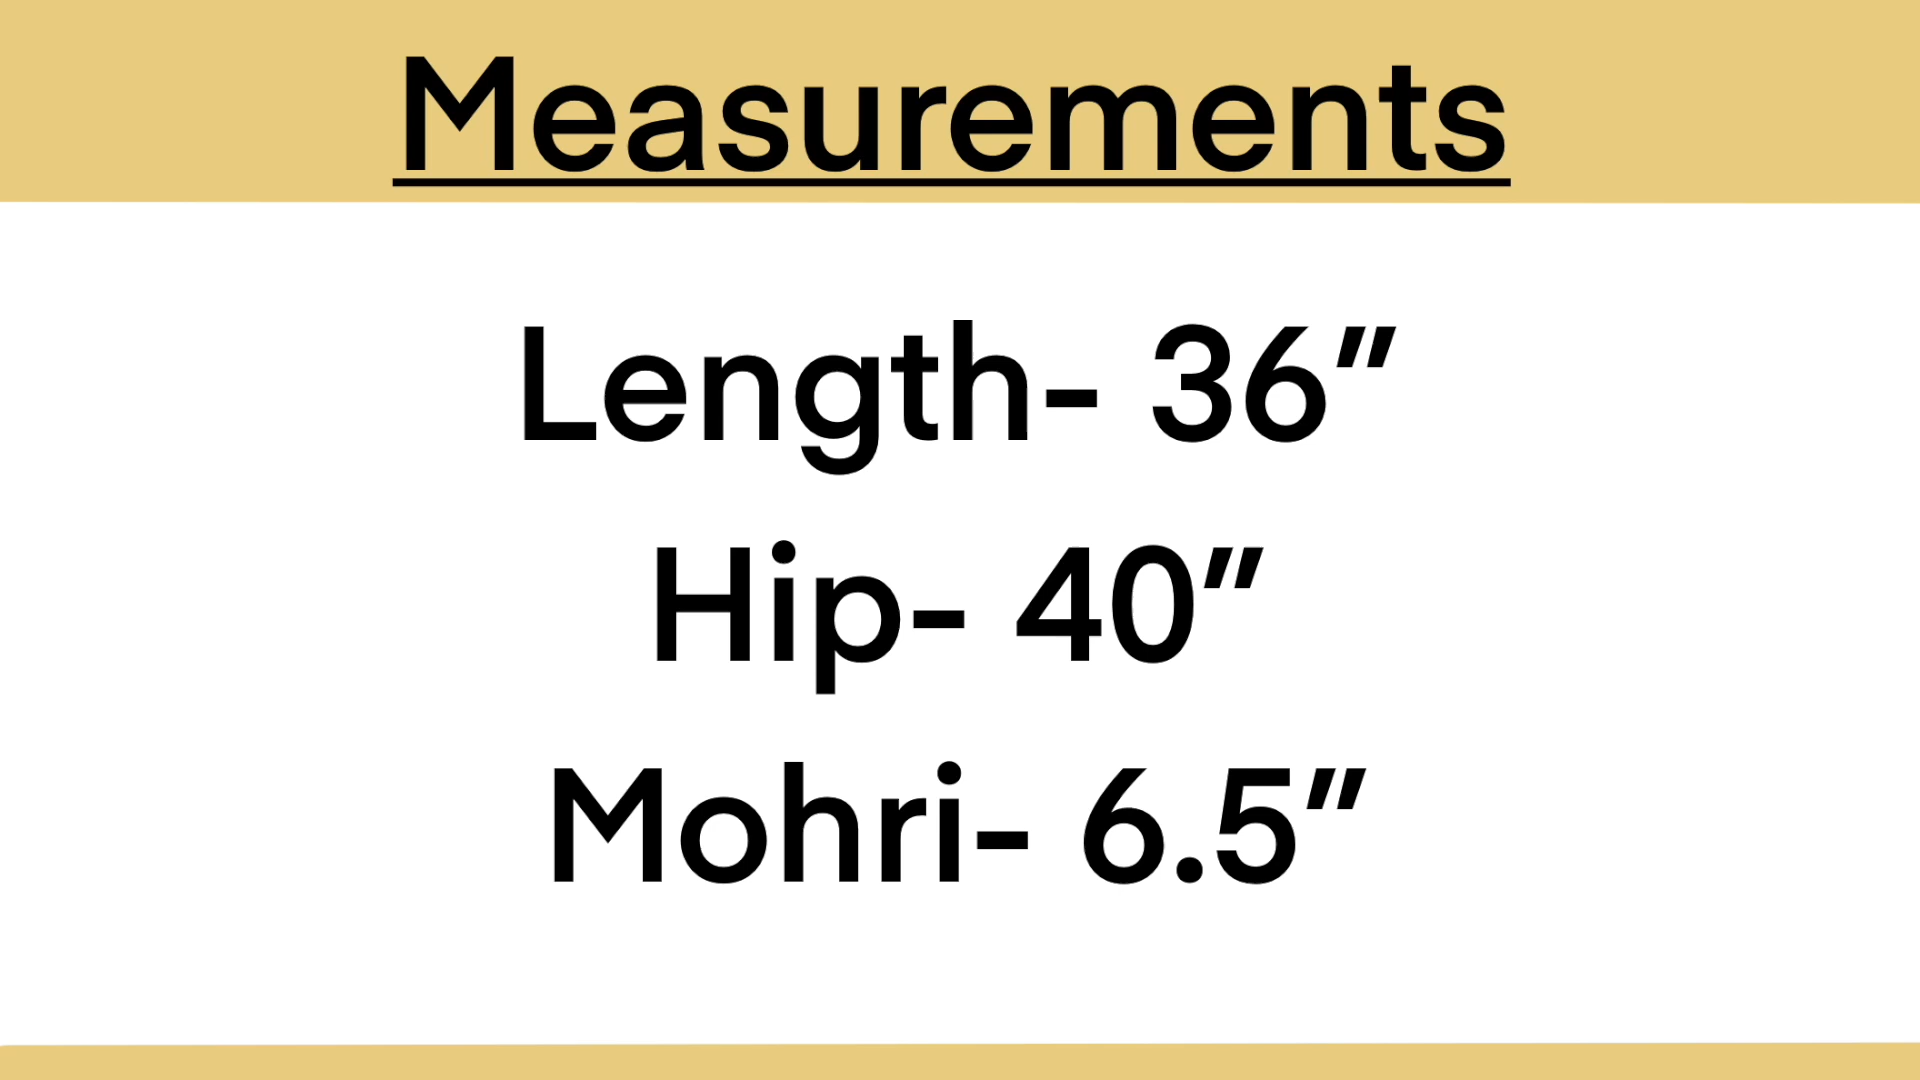 Measurements
Length- 36”
Hip- 40”
Mohri- 6.5”